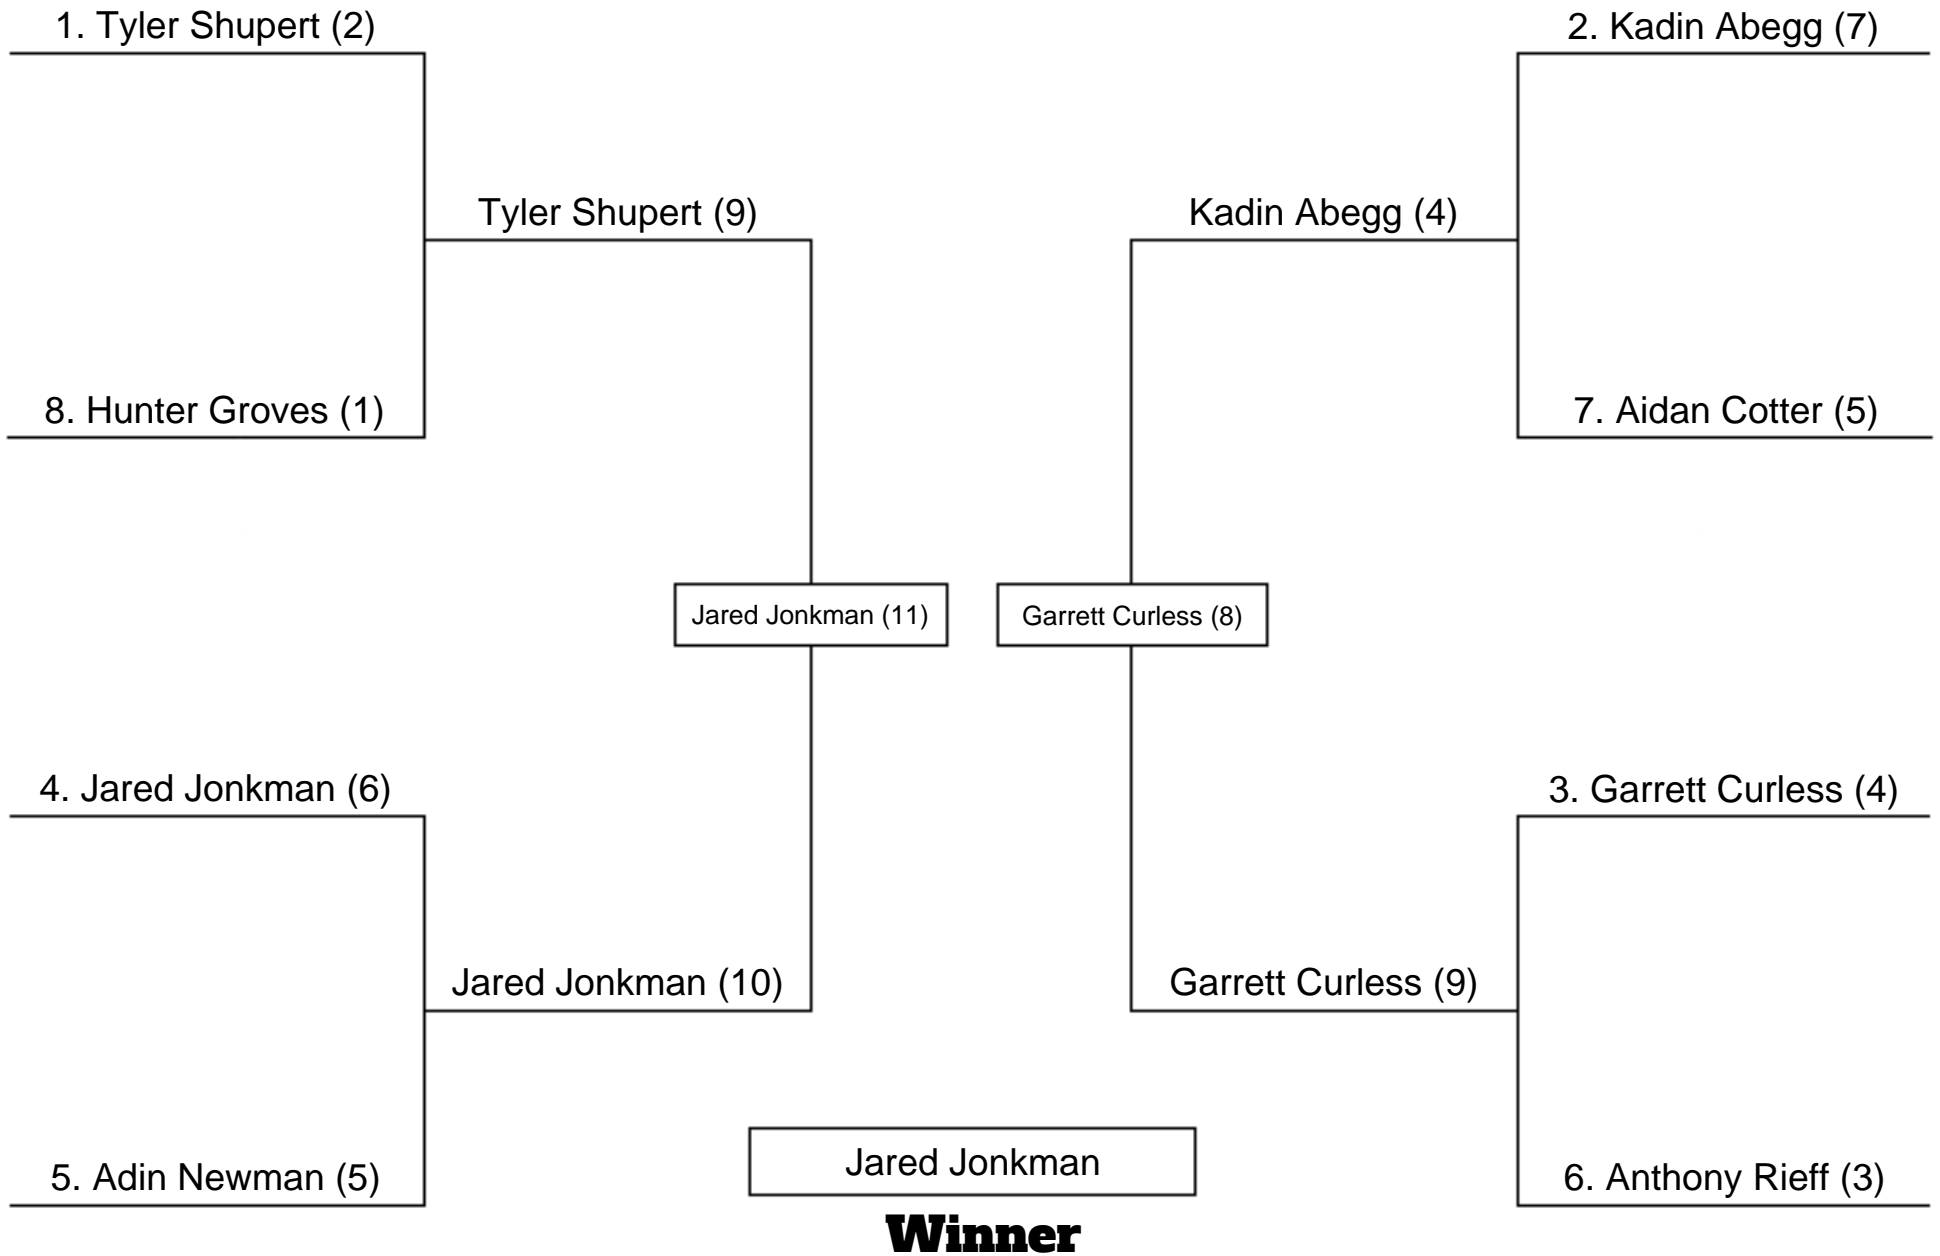 1. Tyler Shupert (2)
2. Kadin Abegg (7)
Tyler Shupert (9)
Kadin Abegg (4)
8. Hunter Groves (1)
7. Aidan Cotter (5)
Jared Jonkman (11)
Garrett Curless (8)
4. Jared Jonkman (6)
3. Garrett Curless (4)
Jared Jonkman (10)
Garrett Curless (9)
5. Adin Newman (5)
Jared Jonkman
6. Anthony Rieff (3)
Winner